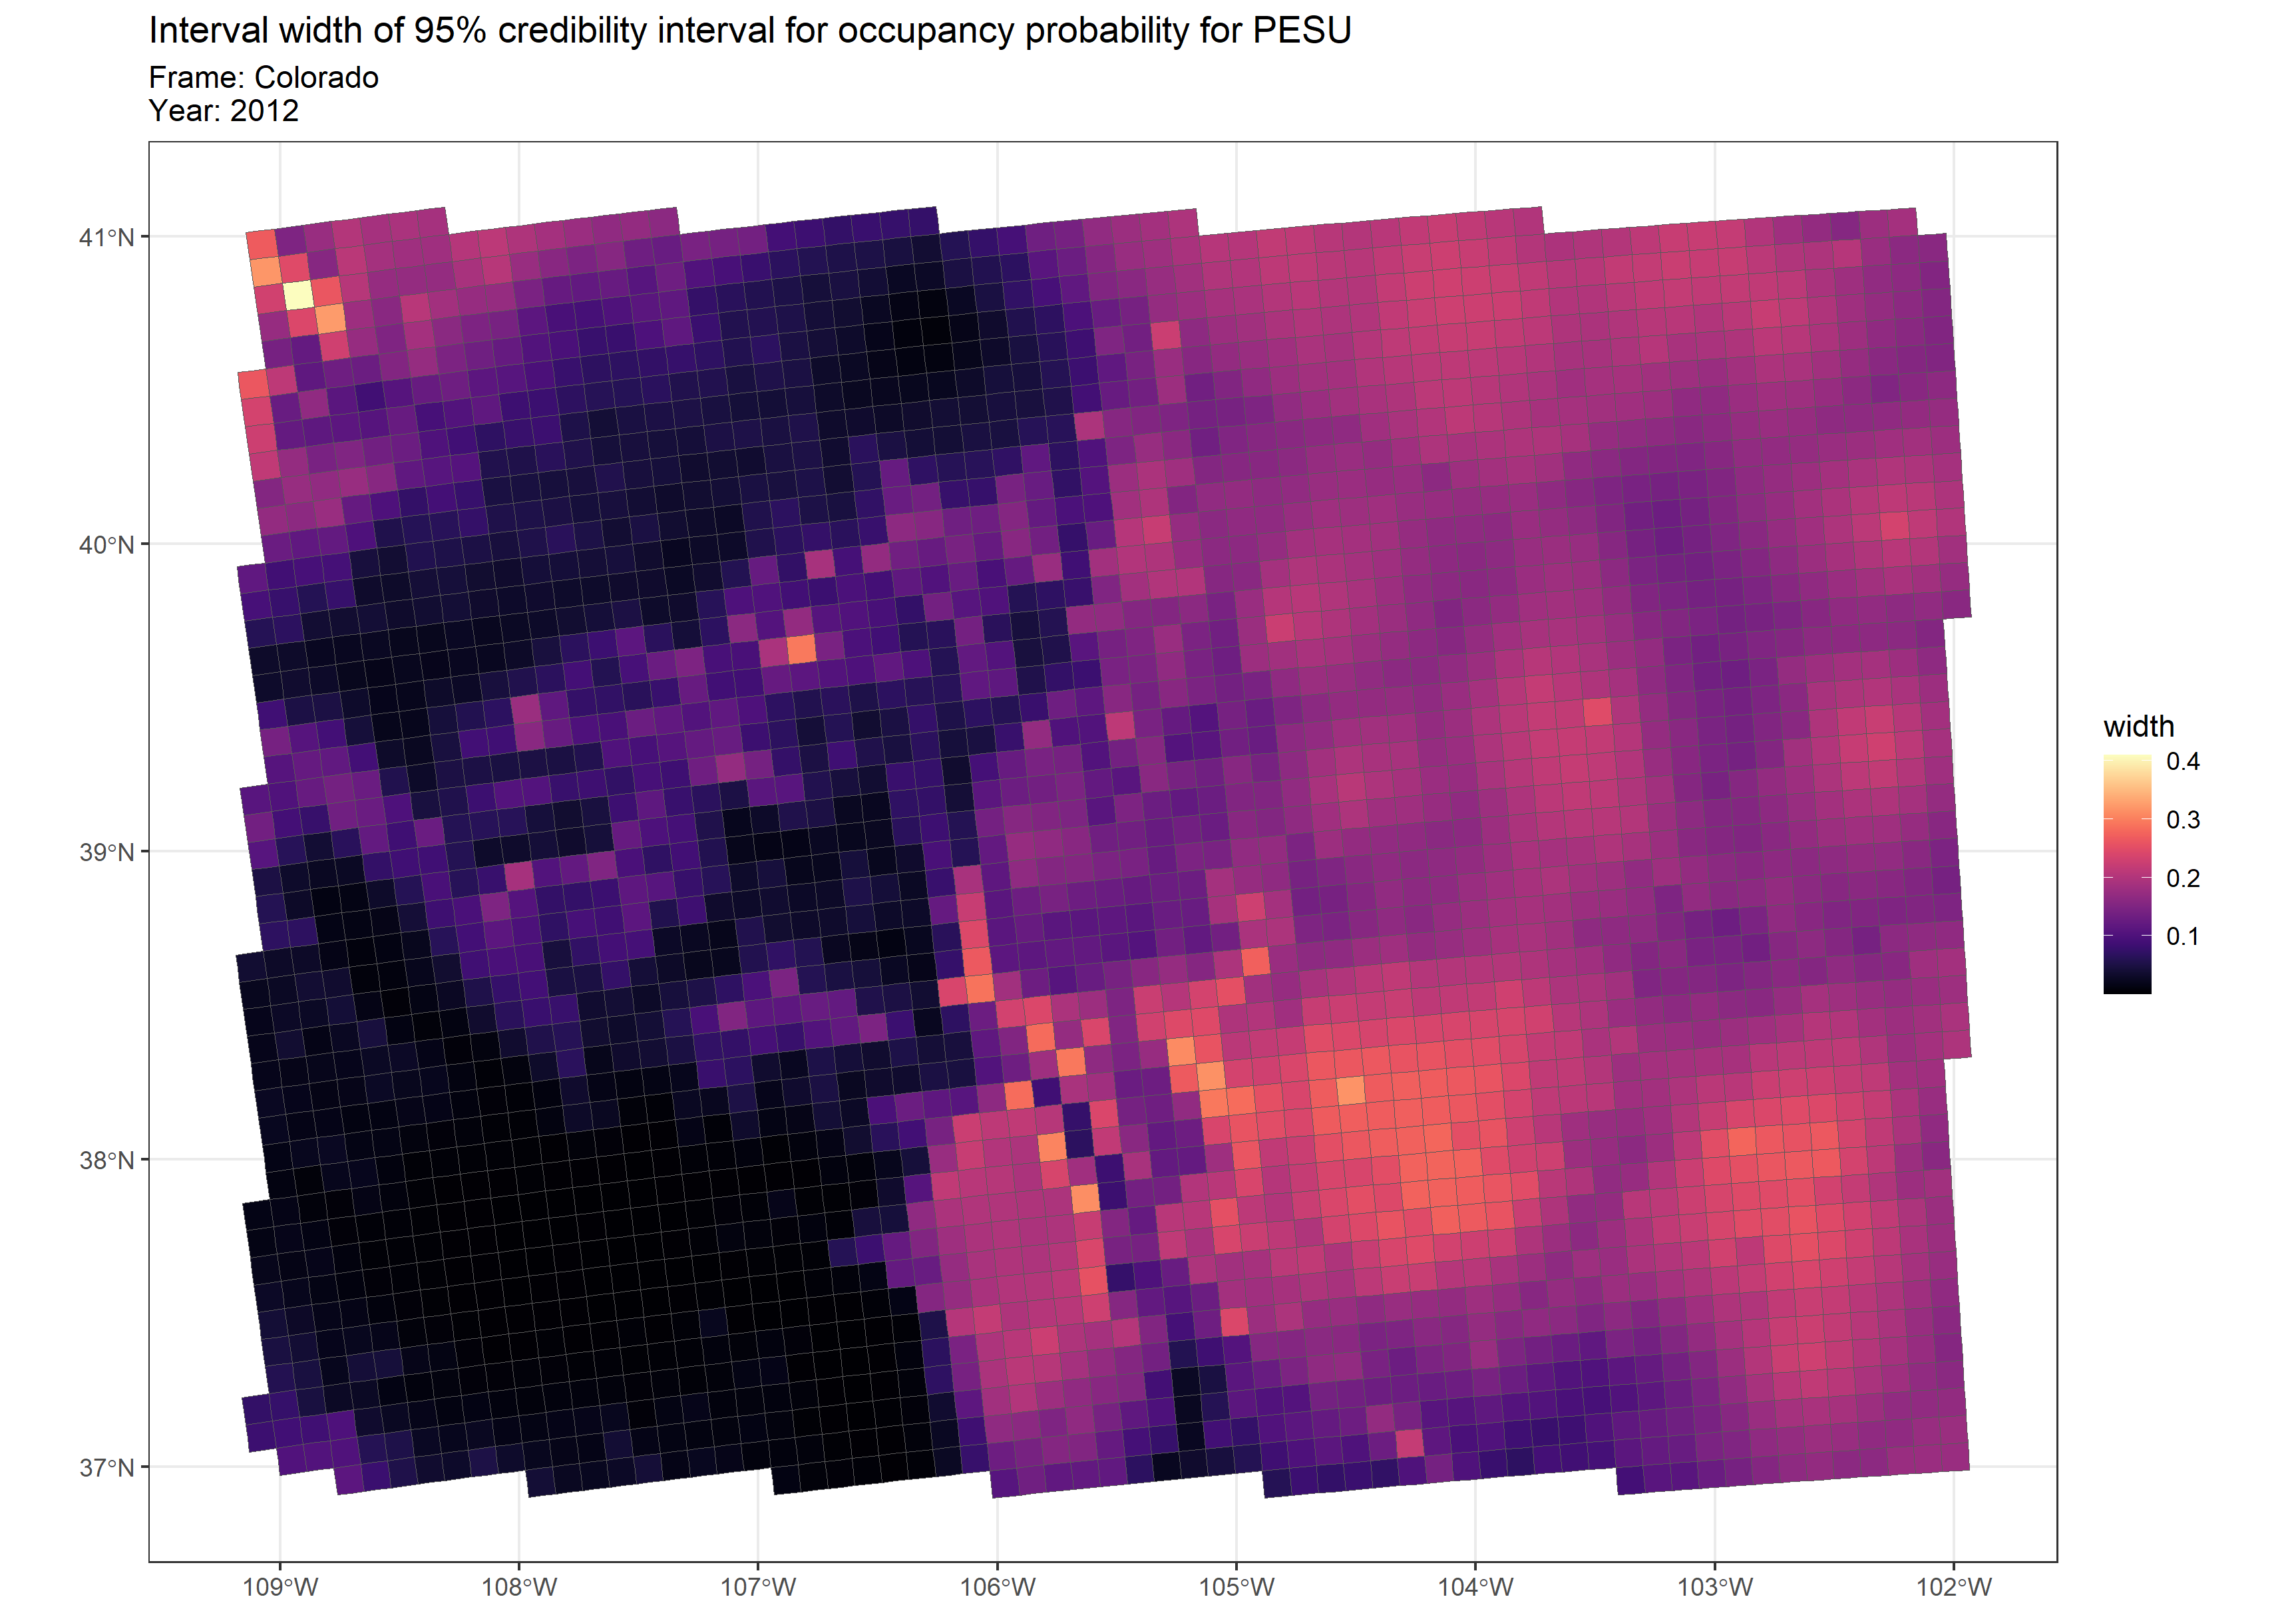 Interval width of 95% credibility interval for occupancy probability for PESU
Frame: Colorado
Year: 2012
41°N
40°N
39°N
38°N
37°N
109°W
108°W
107°W
106°W
105°W
104°W
103°W
102°W
width
0.4
0.3
0.2
0.1